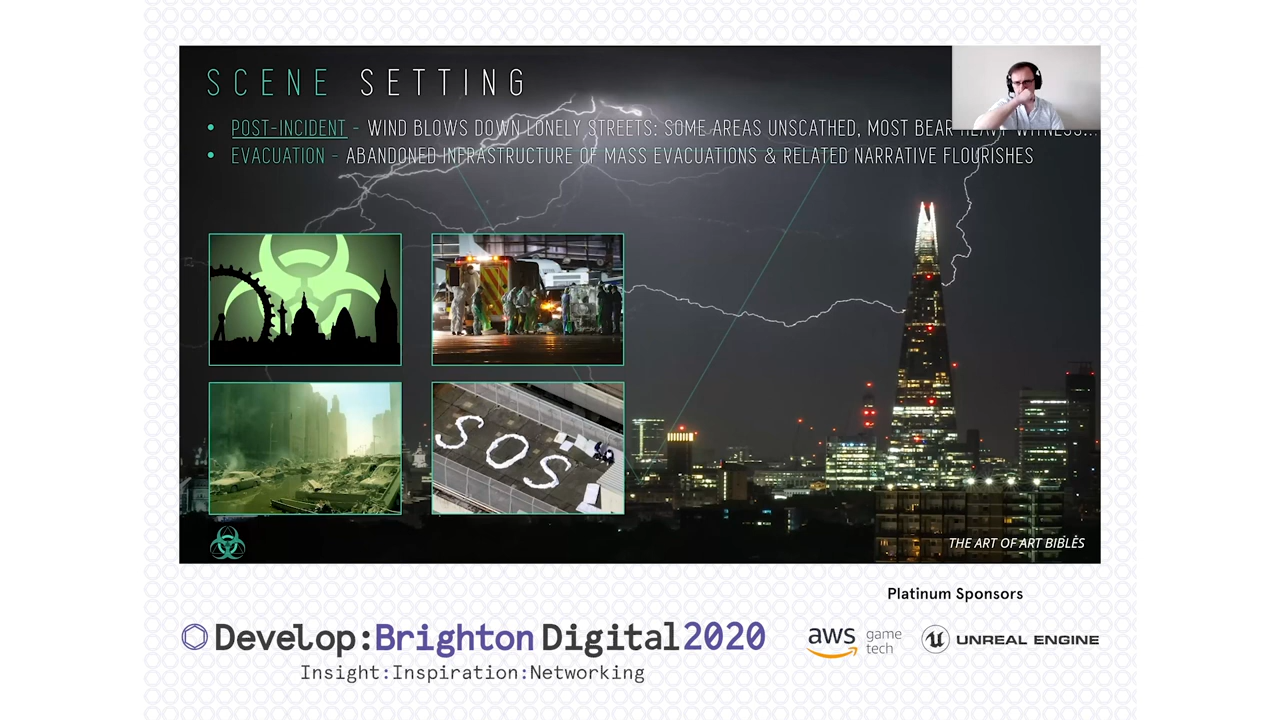 SCENE SETTING
• POST-INCIDENT - WIND BLOWS DOWN LONELY STREETS: SOME AREAS UNSCATHED, MOST BEAR HEAVY WITNESS...
• EVACUATION - ABANDONED INFRASTRUCTURE OF MASS EVACUATIONS & RELATED NARRATIVE FLOURISHES
SOS
THE ART OF ART BIBLES
Platinum Sponsors
Develop:Brighton Digital 2020
Insight:Inspiration:Networking
aws game tech
UNREAL ENGINE